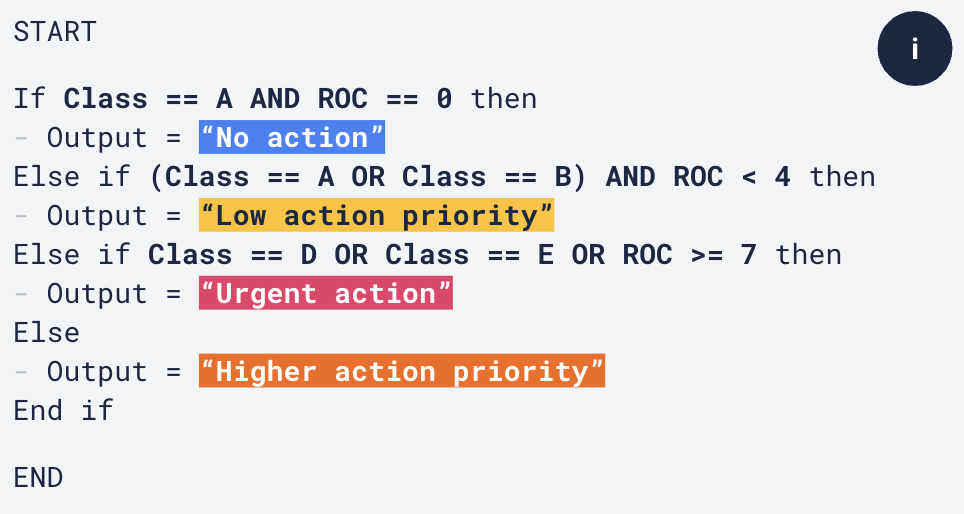 START
i
If Class == A AND ROC == 0 then
- Output = “No action”
Else if (Class == A OR Class == B) AND ROC < 4 then
- Output = “Low action priority”
Else if Class == D OR Class == E OR ROC >= 7 then
- Output = “Urgent action”
Else
- Output = “Higher action priority”
End if
END